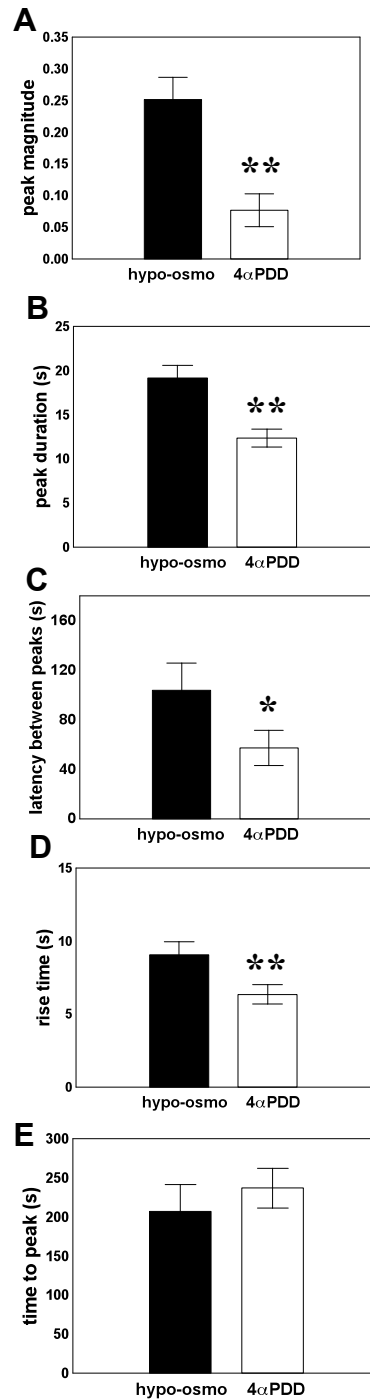 A
peak magnitude
0.35
0.30
0.25
0.20
0.15
0.10
0.05
0.00
**
hypo-osmo 4αPDD
B
peak duration (s)
25
20
15
10
5
0
**
hypo-osmo 4αPDD
C
latency between peaks (s)
160
120
80
40
0
*
hypo-osmo 4αPDD
D
rise time (s)
15
10
5
0
**
hypo-osmo 4αPDD
E
time to peak (s)
300
250
200
150
100
50
0
hypo-osmo 4αPDD